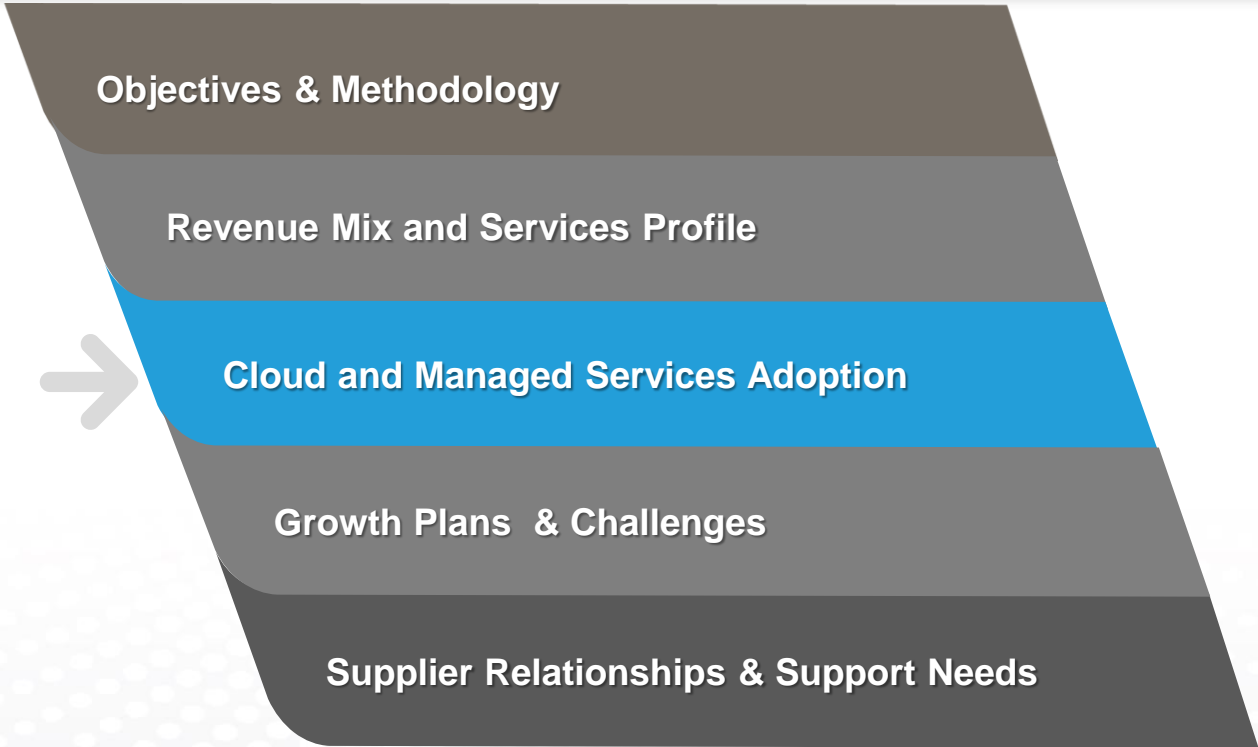 Objectives & Methodology
Revenue Mix and Services Profile
Cloud and Managed Services Adoption
Growth Plans  & Challenges
Supplier Relationships & Support Needs